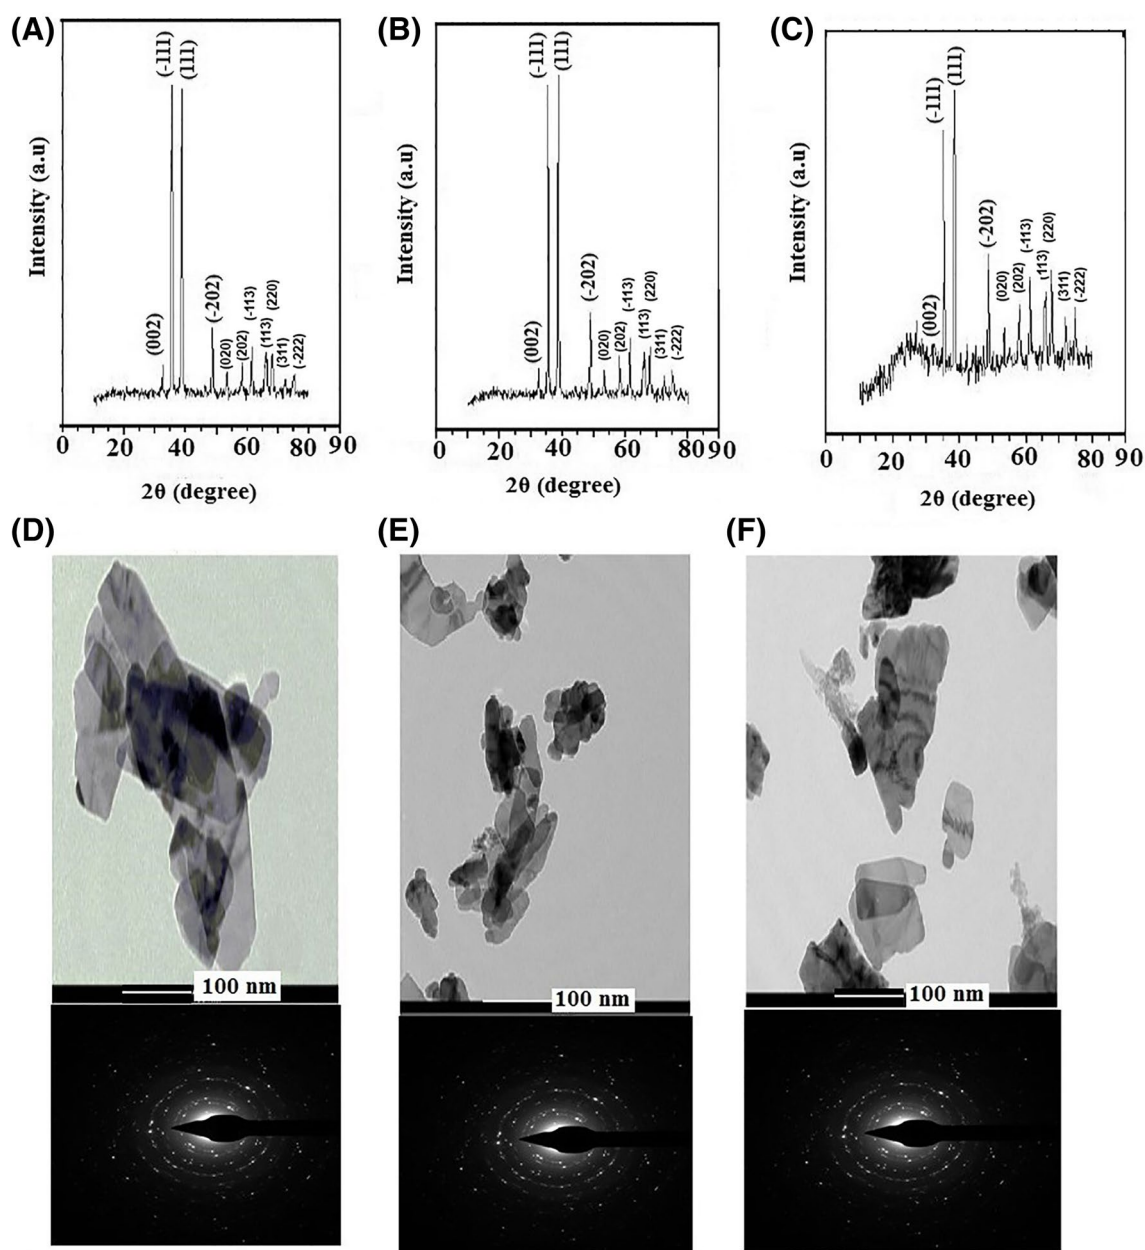 (A)
(B)
(C)
Intensity (a.u)
(002)
(-111)
(111)
(-202)
(020)
(202)
(-113)
(113)
(220)
(311)
(-222)
0 20 40 60 80 90
2θ (degree)
Intensity (a.u)
(002)
(-111)
(111)
(-202)
(020)
(202)
(-113)
(113)
(220)
(311)
(-222)
0 20 40 60 80 90
2θ (degree)
Intensity (a.u)
(002)
(-111)
(111)
(-202)
(020)
(202)
(-113)
(113)
(220)
(311)
(-222)
0 20 40 60 80 90
2θ (degree)
(D)
(E)
(F)
100 nm
100 nm
100 nm